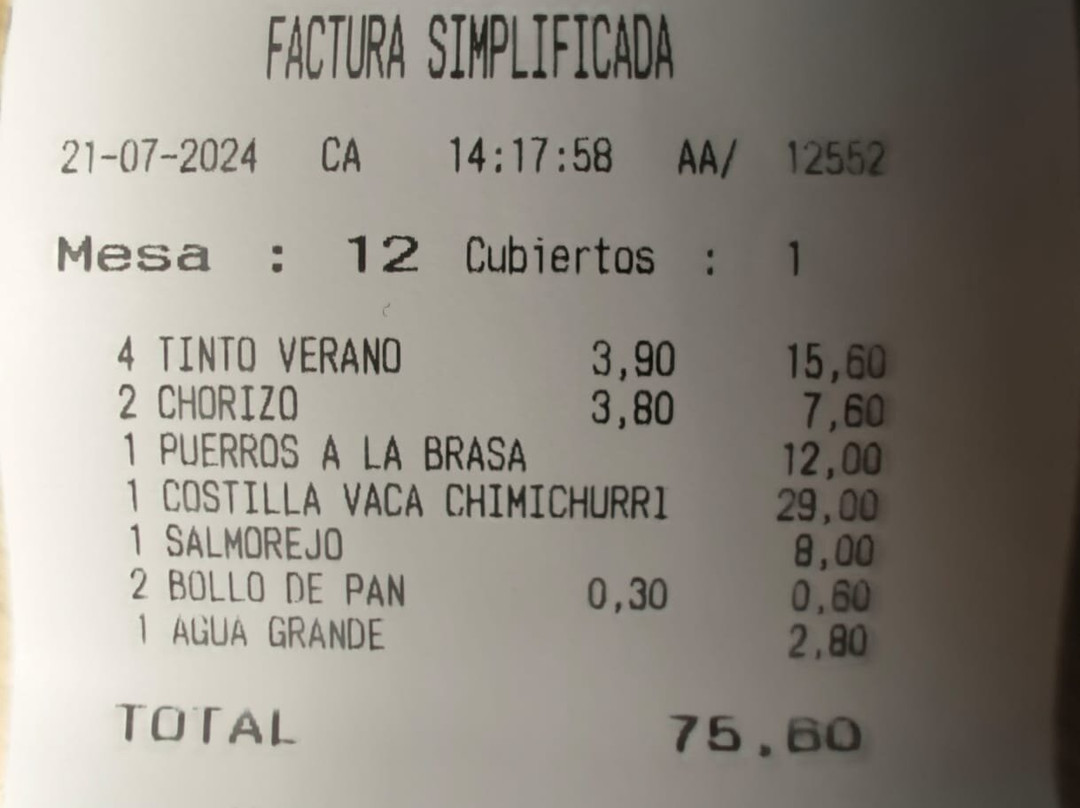 FACTURA SIMPLIFICADA
21-07-2024 CA 14:17:58 AA/ 12552
Mesa : 12 Cubiertos : 1
4 TINTO VERANO 3,90 15,60
2 CHORIZO 3,80 7,60
1 PUERROS A LA BRASA 12,00
1 COSTILLA VACA CHIMICHURRI 29,00
1 SALMOREJO 8,00
2 BOLLO DE PAN 0,30 0,60
1 AGUA GRANDE 2,80
TOTAL 75,60